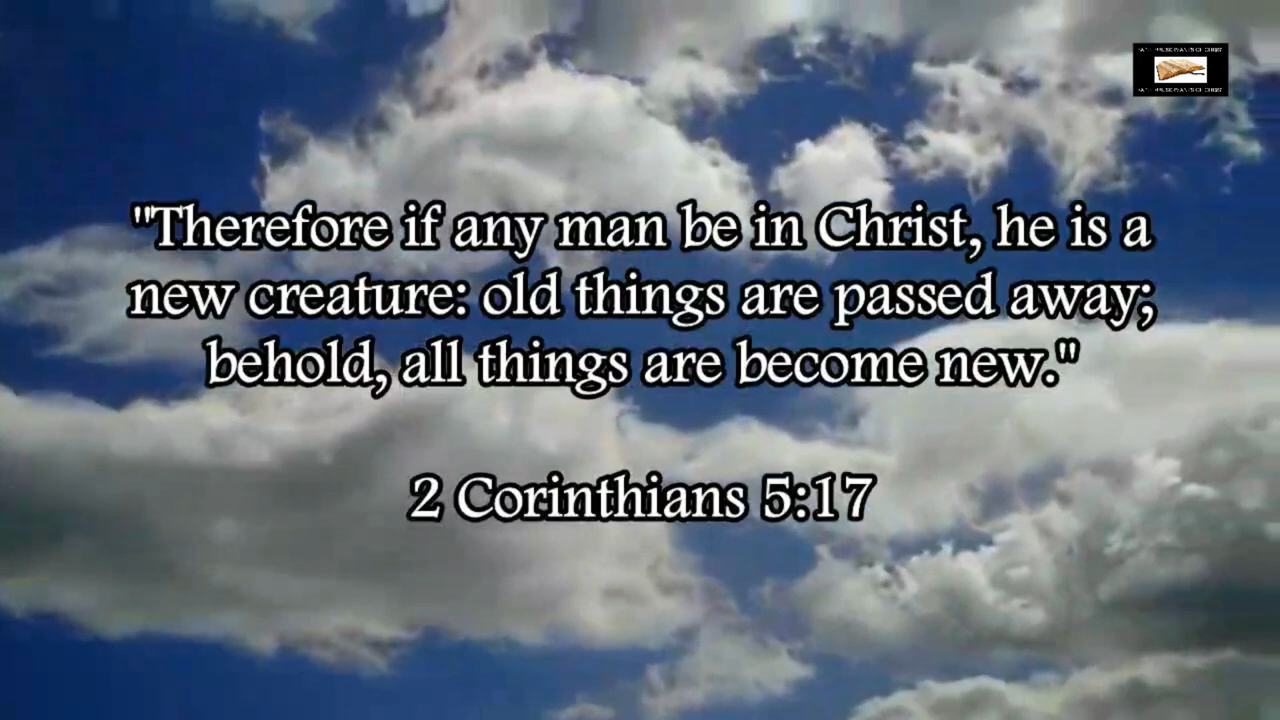 "Therefore if any man be in Christ, he is a
new creature: old things are passed away;
behold, all things are become new."
2 Corinthians 5:17